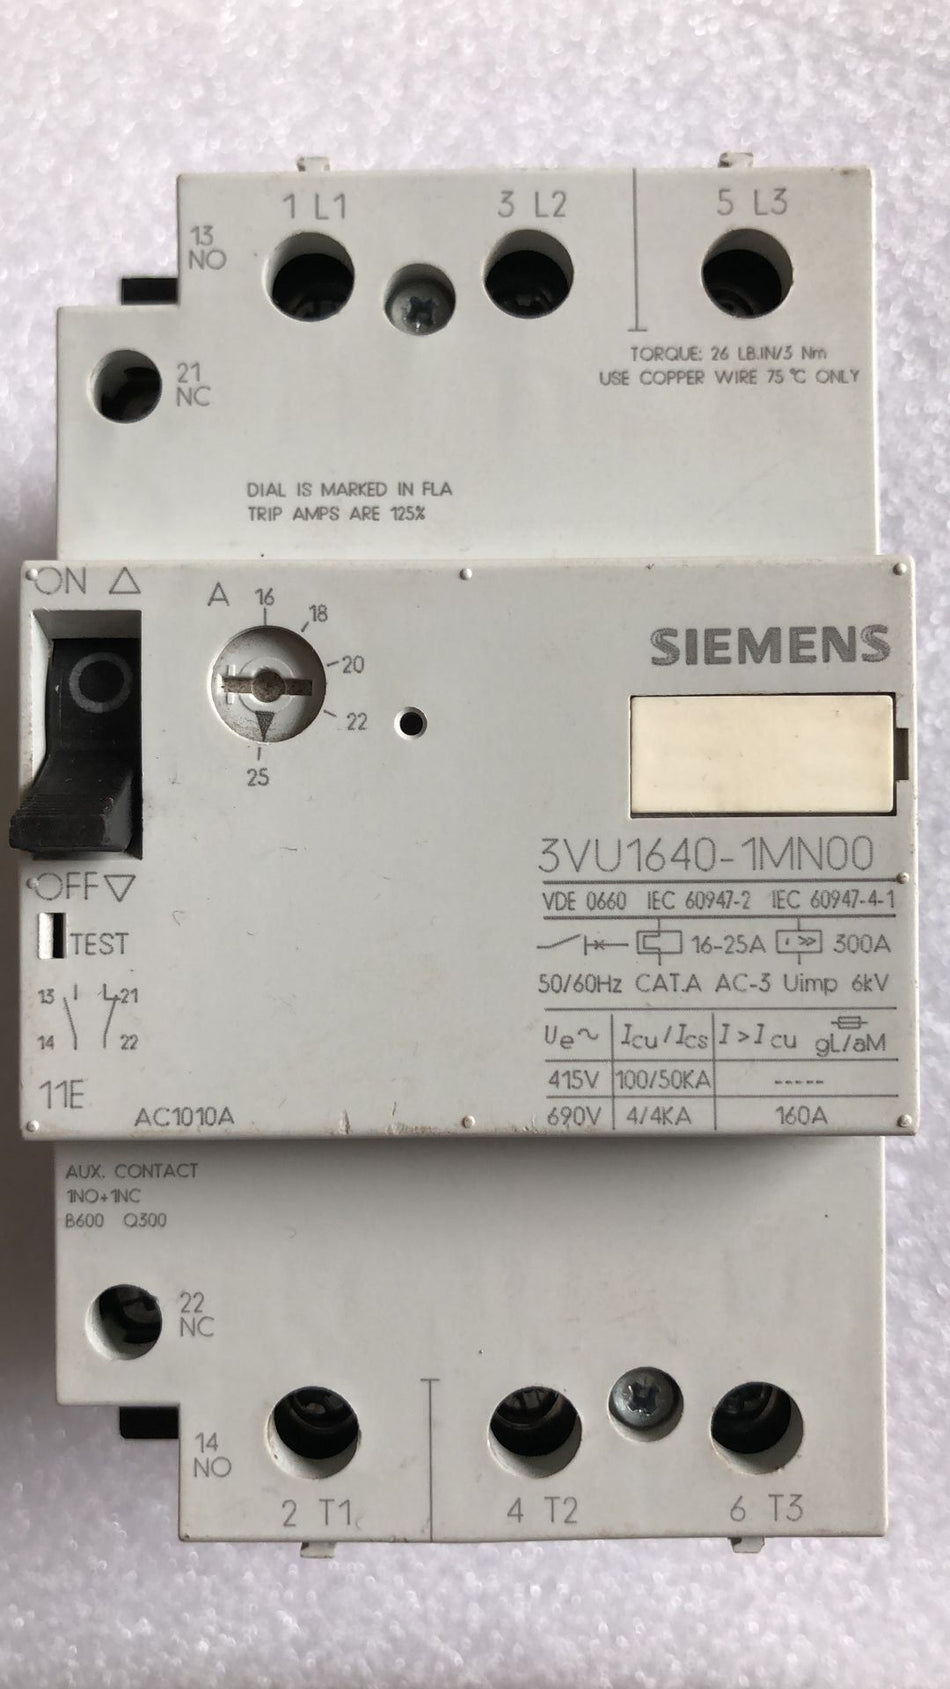 1 L1
3 L2
5 L3
13
NO
21
NC
TORQUE: 26 LB.IN/3 Nm
USE COPPER WIRE 75 °C ONLY
DIAL IS MARKED IN FLA
TRIP AMPS ARE 125%
ON △
A
16
18
20
22
25
SIEMENS
OFF ▽
TEST
3VU1640-1MN00
VDE 0660 IEC 60947-2 IEC 60947-4-1
16-25A I >> 300A
50/60Hz CAT.A AC-3 Uimp 6kV
13 21
14 22
Ue~ Icu/Ics I>Icu gL/aM
415V 100/50KA -----
690V 4/4KA 160A
11E
AC1010A
AUX. CONTACT
1NO+1NC
B600 Q300
22
NC
14
NO
2 T1
4 T2
6 T3